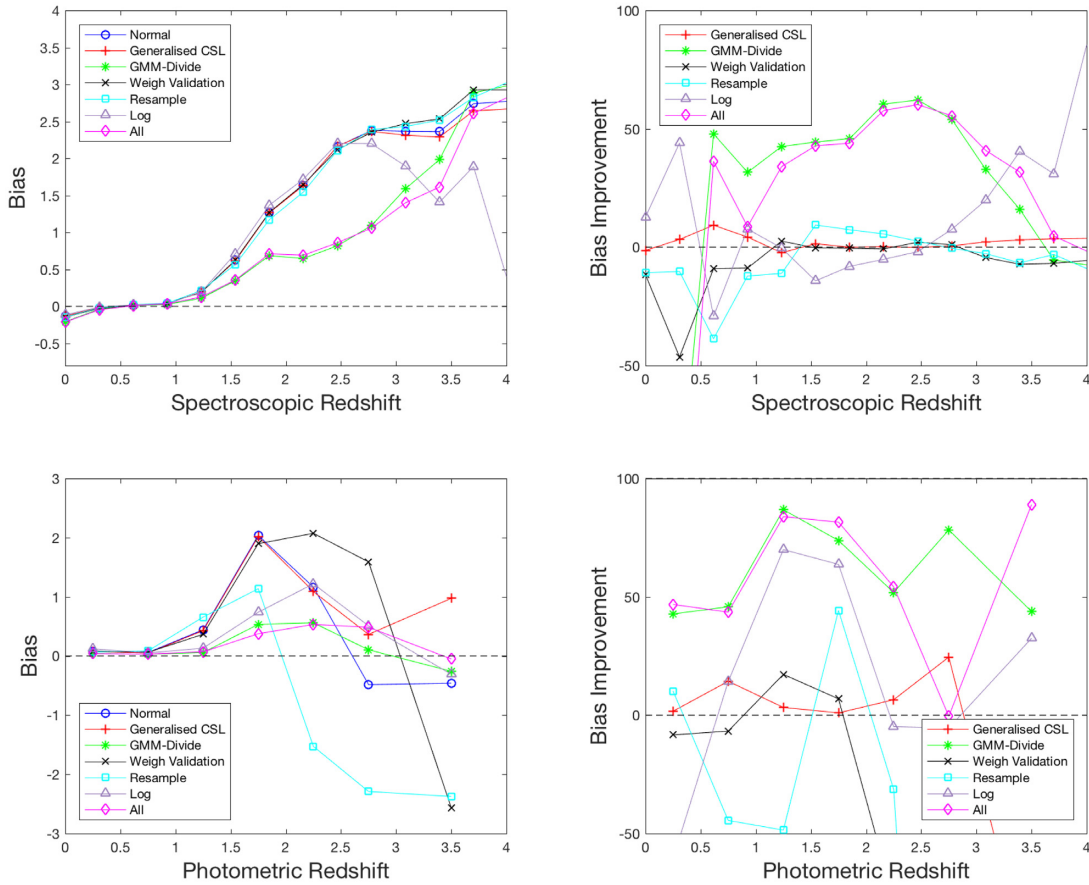 4
3.5
3
2.5
2
1.5
1
0.5
0
-0.5
Bias
Normal
Generalised CSL
GMM-Divide
Weigh Validation
Resample
Log
All
0 0.5 1 1.5 2 2.5 3 3.5 4
Spectroscopic Redshift
100
50
0
-50
Bias Improvement
Generalised CSL
GMM-Divide
Weigh Validation
Resample
Log
All
0 0.5 1 1.5 2 2.5 3 3.5 4
Spectroscopic Redshift
3
2
1
0
-1
-2
-3
Bias
Normal
Generalised CSL
GMM-Divide
Weigh Validation
Resample
Log
All
0 0.5 1 1.5 2 2.5 3 3.5 4
Photometric Redshift
100
50
0
-50
Bias Improvement
Generalised CSL
GMM-Divide
Weigh Validation
Resample
Log
All
0 0.5 1 1.5 2 2.5 3 3.5 4
Photometric Redshift